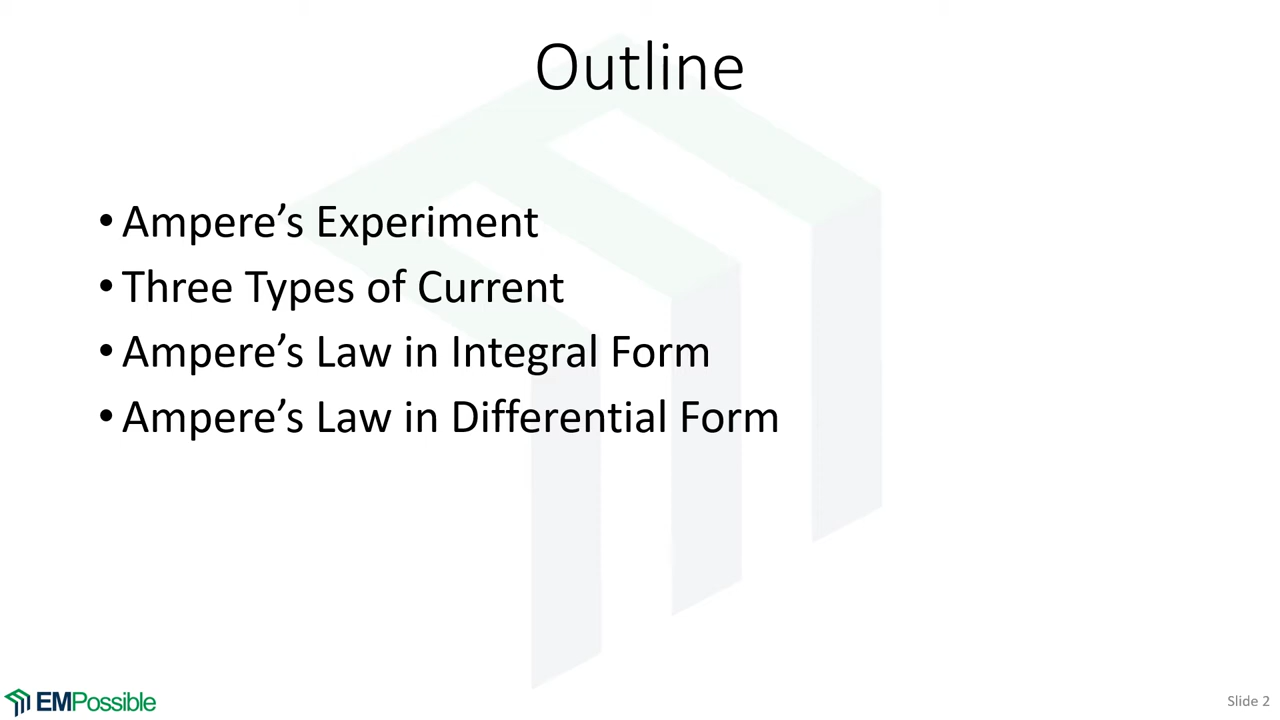 Outline
• Ampere’s Experiment
• Three Types of Current
• Ampere’s Law in Integral Form
• Ampere’s Law in Differential Form
EMPossible
Slide 2